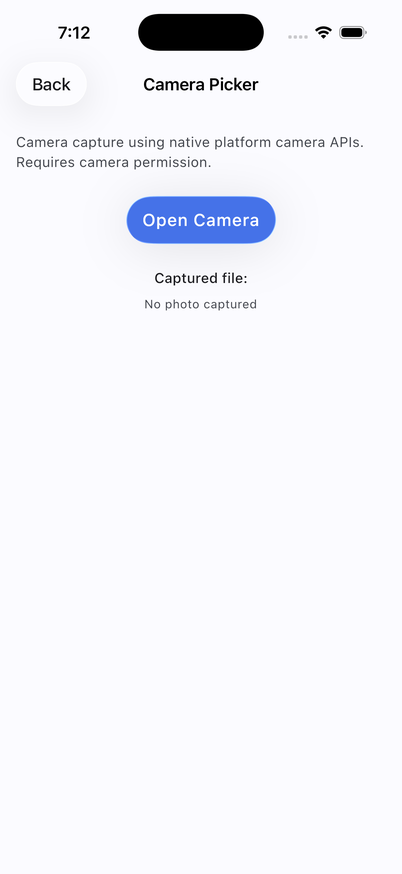 7:12
Back
Camera Picker
Camera capture using native platform camera APIs.
Requires camera permission.
Open Camera
Captured file:
No photo captured